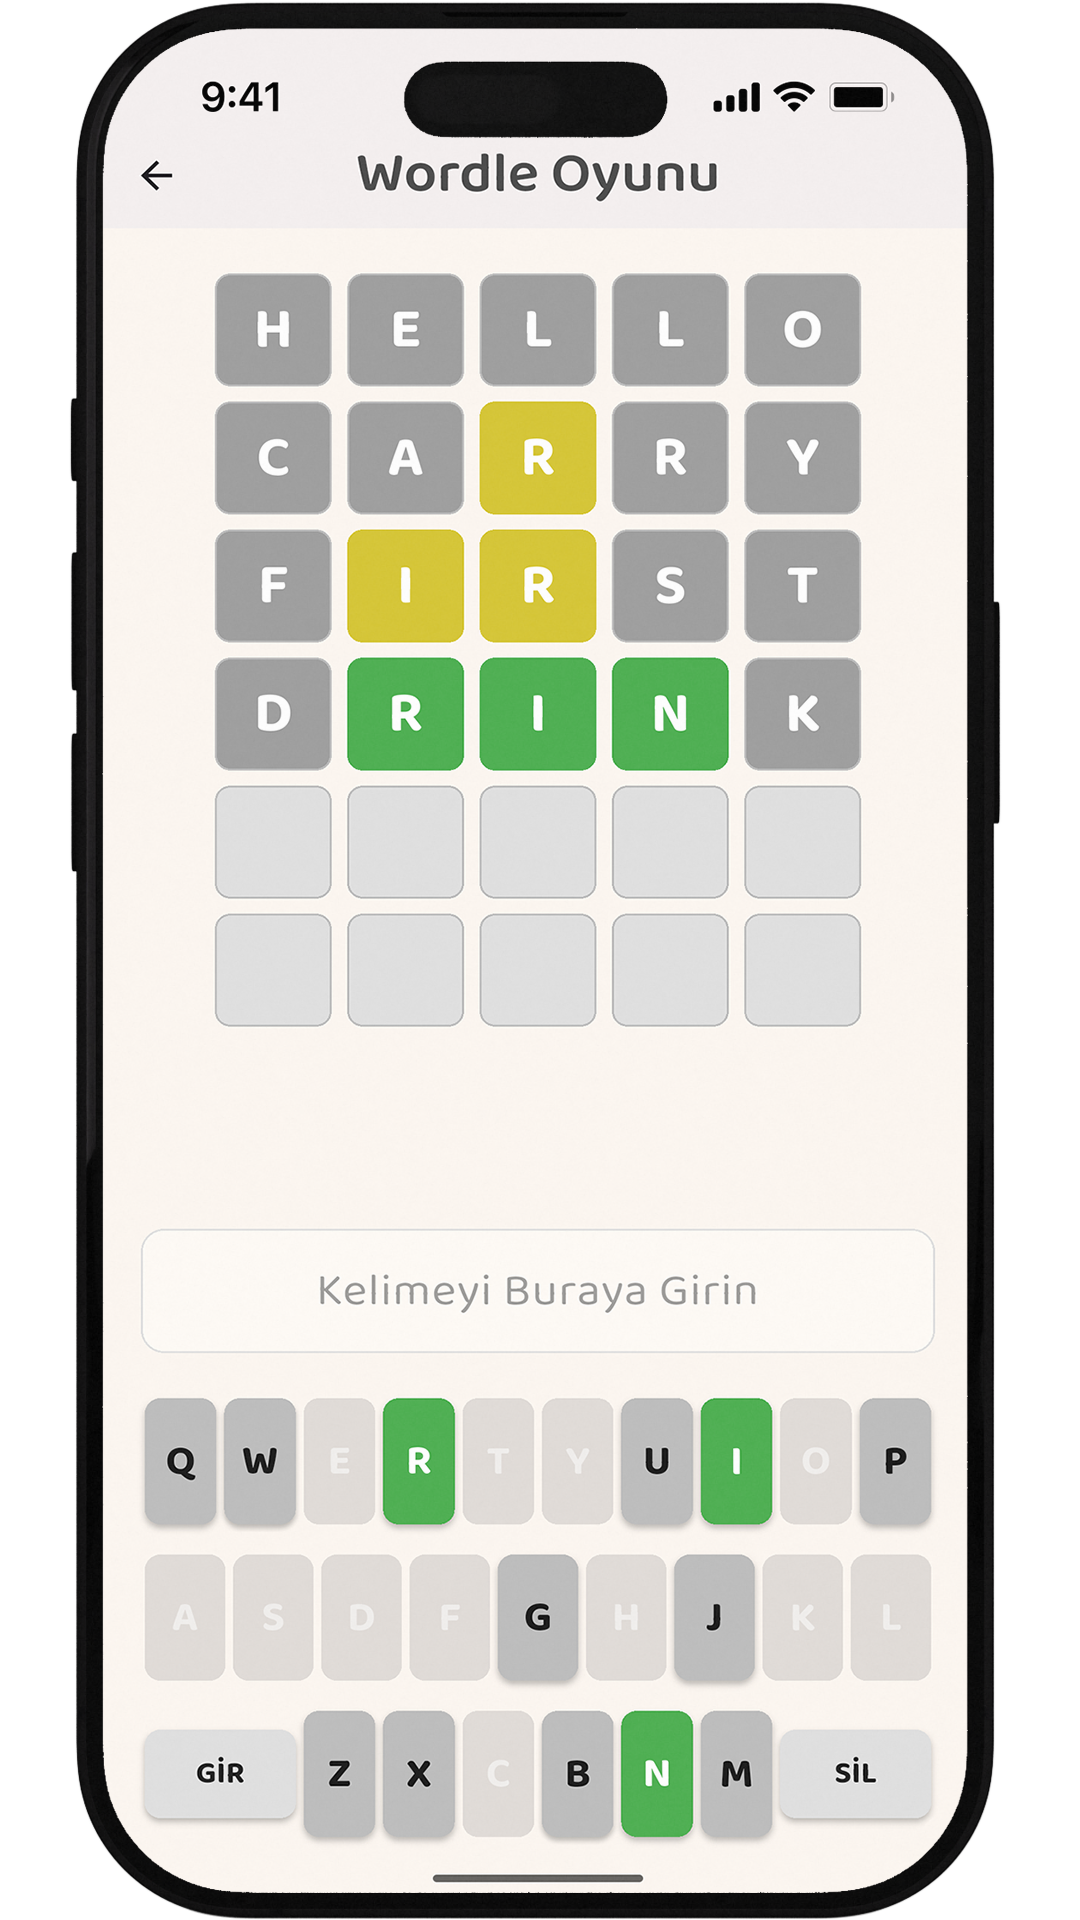 9:41
Wordle Oyunu
H E L L O
C A R R Y
F I R S T
D R I N K
Kelimeyi Buraya Girin
Q W E R T Y U I O P
A S D F G H J K L
GİR Z X C B N M SİL